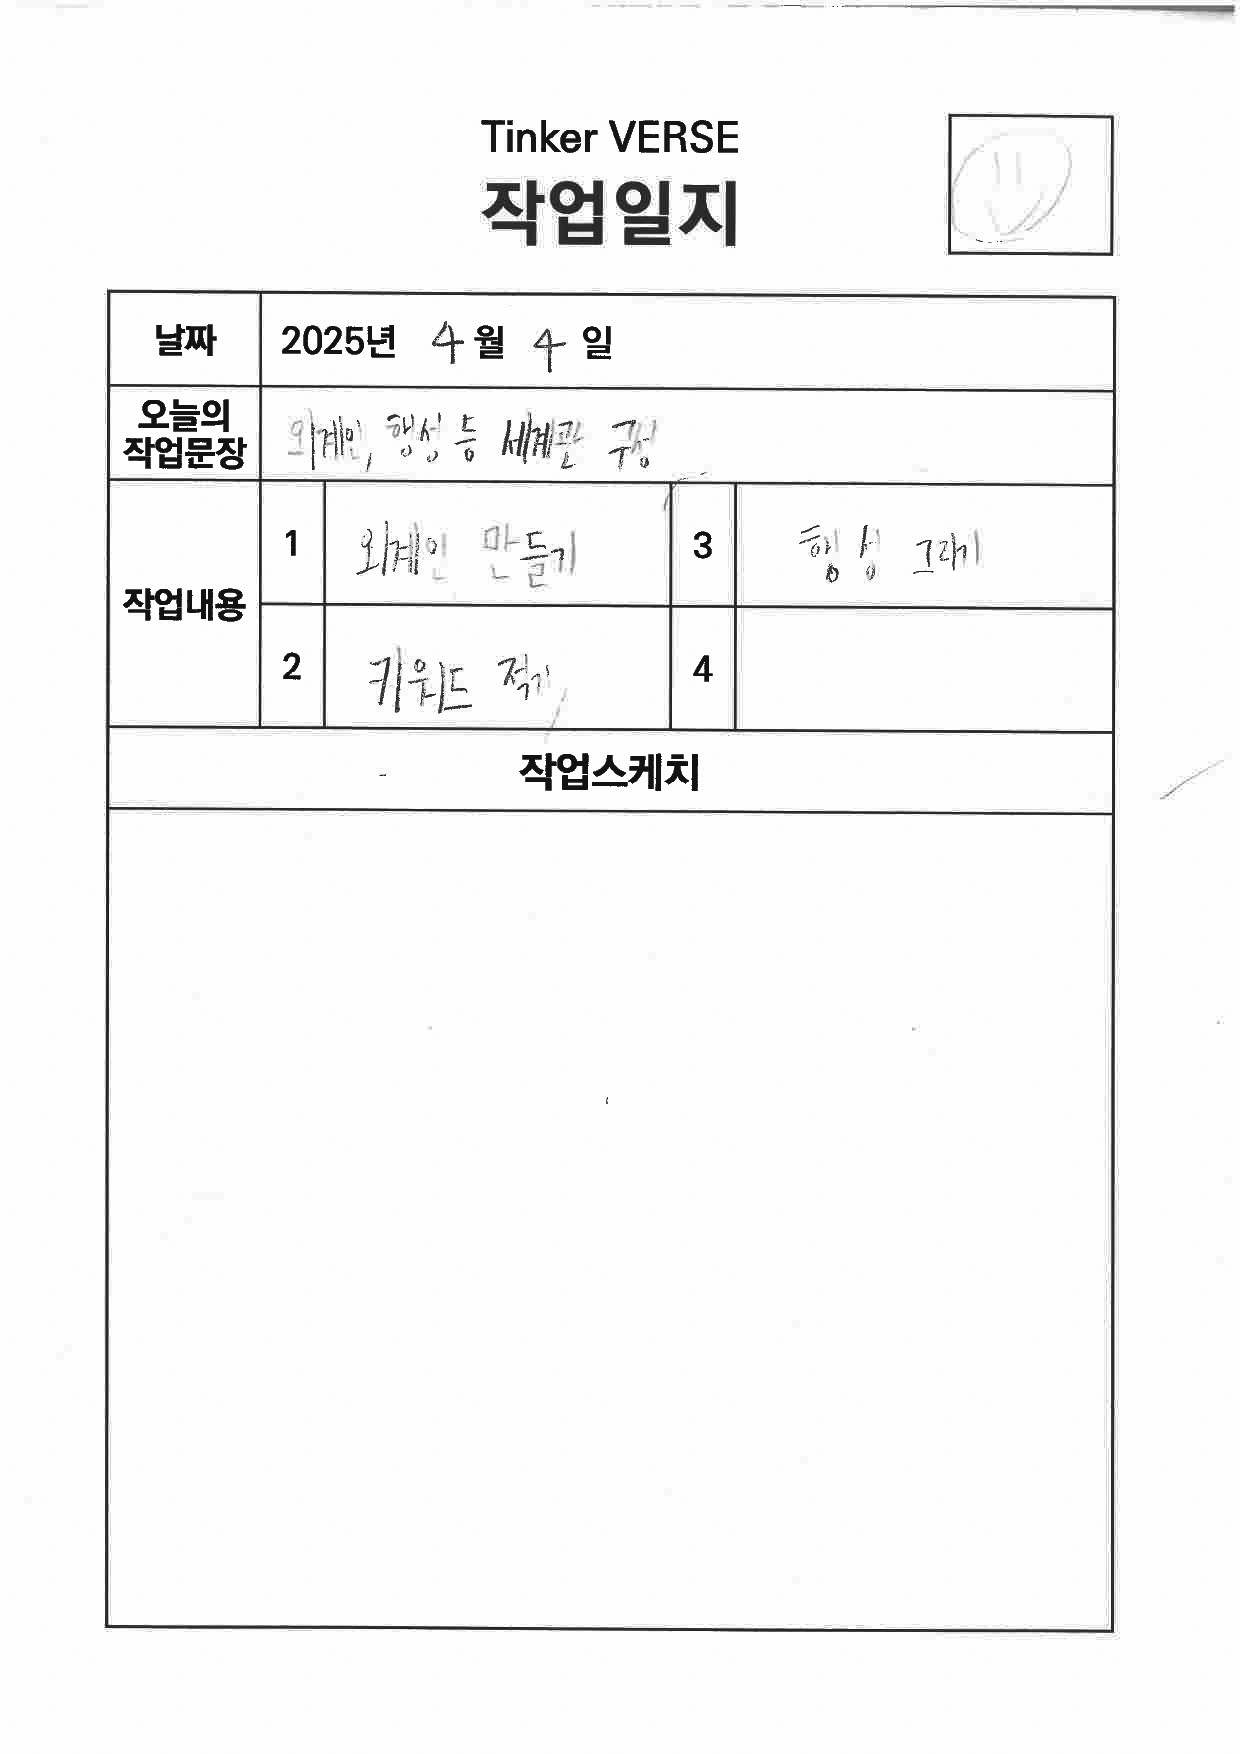 Tinker VERSE
작업일지
날짜
2025년 4월 4일
오늘의
작업문장
외계인, 행성 등 세계관 구성
작업내용
1 외계인 만들기
3 행성 그리기
2 키워드 적기
4
작업스케치